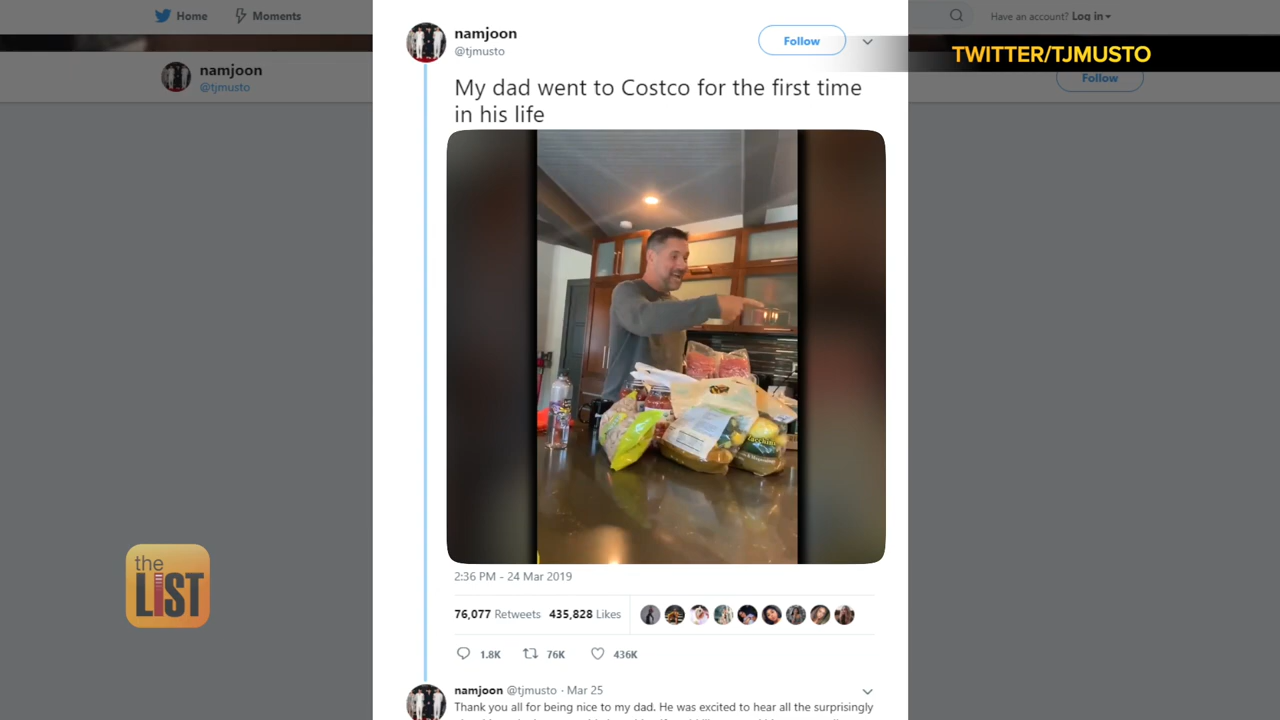 Home
Moments
Have an account? Log in
namjoon
@tjmusto
Follow
TWITTER/TJMUSTO
namjoon
@tjmusto
Follow
My dad went to Costco for the first time
in his life
Zucchini
2:36 PM - 24 Mar 2019
76,077 Retweets 435,828 Likes
1.8K 76K 436K
the
LIST
namjoon @tjmusto · Mar 25
Thank you all for being nice to my dad. He was excited to hear all the surprisingly